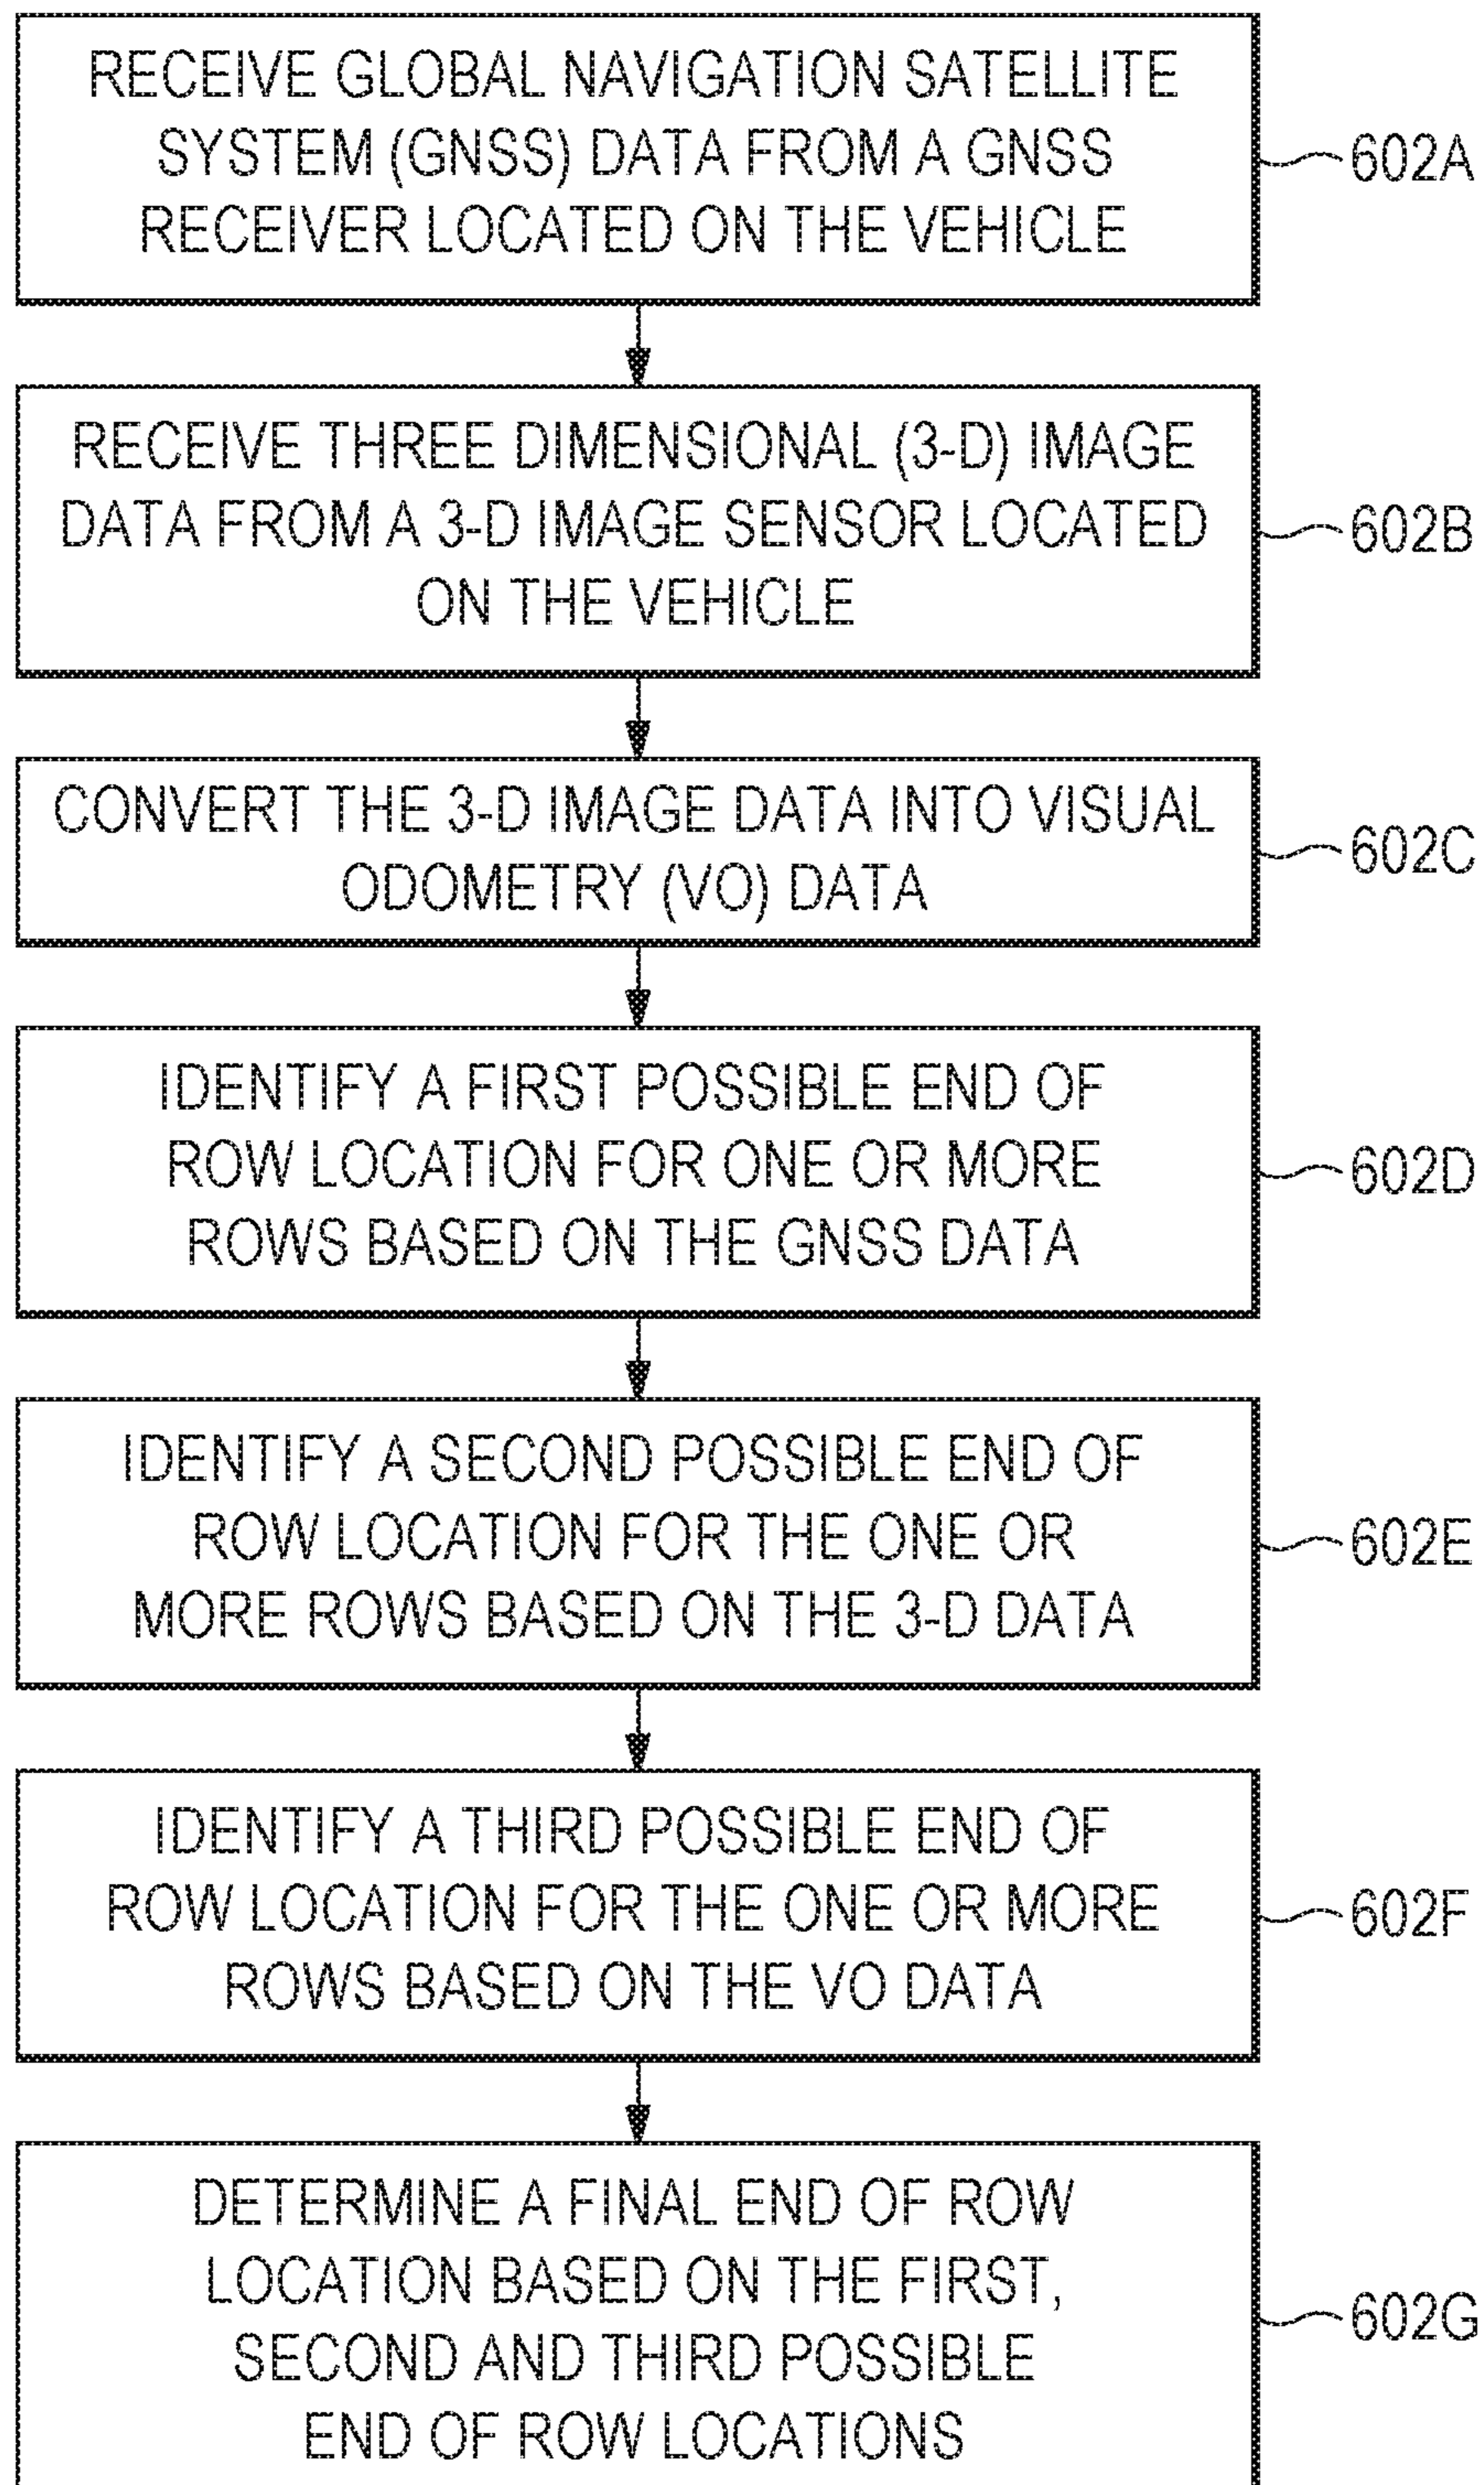 RECEIVE GLOBAL NAVIGATION SATELLITE
SYSTEM (GNSS) DATA FROM A GNSS
RECEIVER LOCATED ON THE VEHICLE
602A
RECEIVE THREE DIMENSIONAL (3-D) IMAGE
DATA FROM A 3-D IMAGE SENSOR LOCATED
ON THE VEHICLE
602B
CONVERT THE 3-D IMAGE DATA INTO VISUAL
ODOMETRY (VO) DATA
602C
IDENTIFY A FIRST POSSIBLE END OF
ROW LOCATION FOR ONE OR MORE
ROWS BASED ON THE GNSS DATA
602D
IDENTIFY A SECOND POSSIBLE END OF
ROW LOCATION FOR THE ONE OR
MORE ROWS BASED ON THE 3-D DATA
602E
IDENTIFY A THIRD POSSIBLE END OF
ROW LOCATION FOR THE ONE OR MORE
ROWS BASED ON THE VO DATA
602F
DETERMINE A FINAL END OF ROW
LOCATION BASED ON THE FIRST,
SECOND AND THIRD POSSIBLE
END OF ROW LOCATIONS
602G